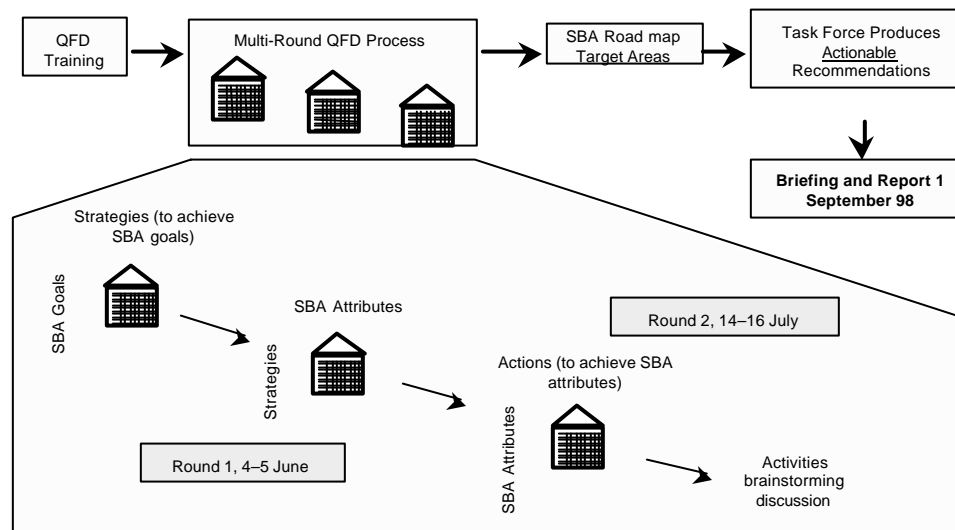 QFD
Training
Multi-Round QFD Process
SBA Road map
Target Areas
Task Force Produces
Actionable
Recommendations
Briefing and Report 1
September 98
Strategies (to achieve
SBA goals)
SBA Goals
SBA Attributes
Strategies
Round 2, 14–16 July
Actions (to achieve SBA
attributes)
SBA Attributes
Round 1, 4–5 June
Activities
brainstorming
discussion